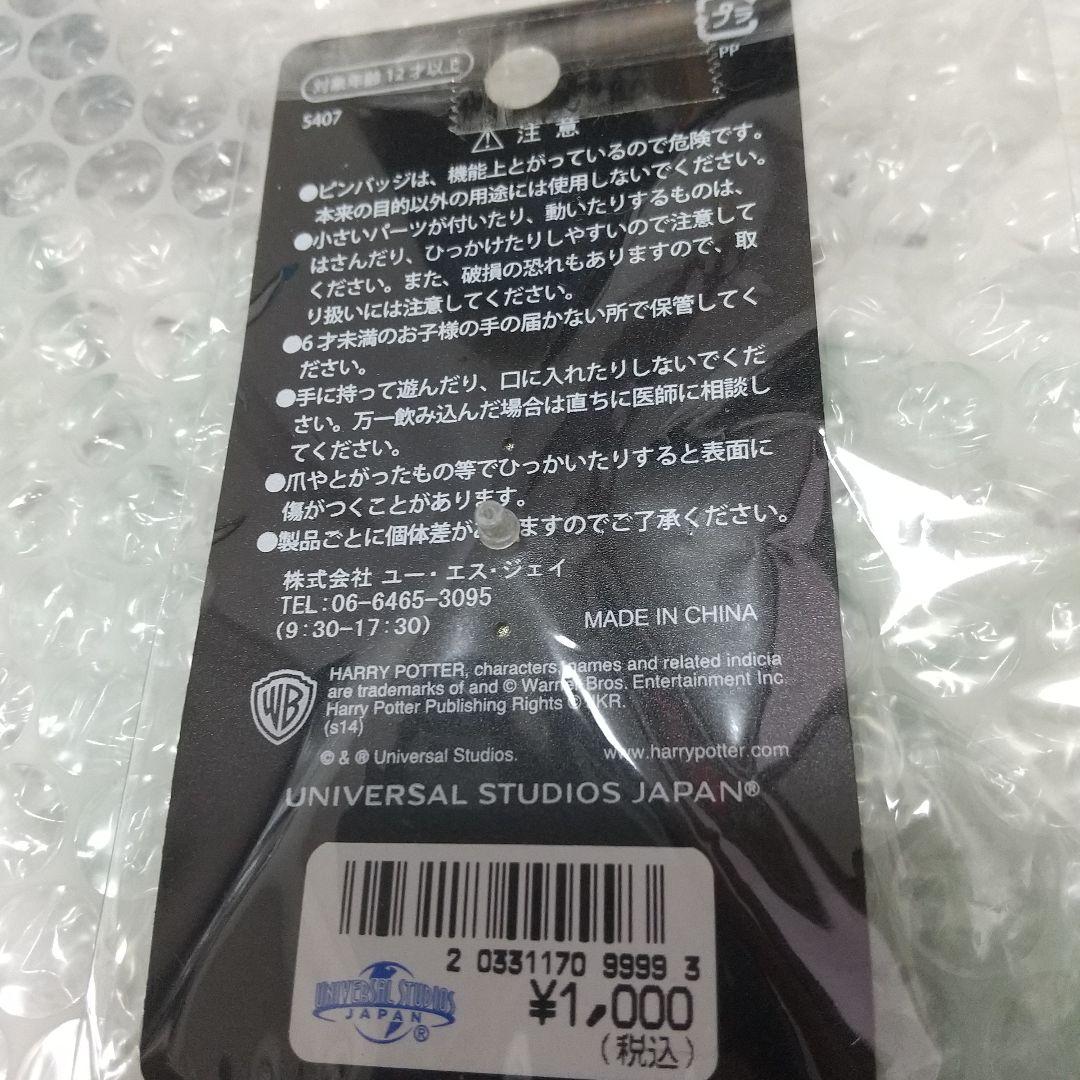 プラ
PP
対象年齢 12 才以上
S407
注 意
●ピンバッジは、機能上とがっているので危険です。
本来の目的以外の用途には使用しないでください。
●小さいパーツが付いたり、動いたりするものは、
はさんだり、ひっかけたりしやすいので注意して
ください。また、破損の恐れもありますので、取
り扱いには注意してください。
●6 才未満のお子様の手の届かない所で保管してく
ださい。
●手に持って遊んだり、口に入れたりしないでくだ
さい。万一飲み込んだ場合は直ちに医師に相談し
てください。
●爪やとがったもの等でひっかいたりすると表面に
傷がつくことがあります。
●製品ごとに個体差がありますのでご了承ください。
株式会社 ユー・エス・ジェイ
TEL:06-6465-3095
(9:30-17:30)
MADE IN CHINA
WB
HARRY POTTER, characters, names and related indicia
are trademarks of and © Warner Bros. Entertainment Inc.
Harry Potter Publishing Rights © JKR.
(s14)
© & ® Universal Studios.
www.harrypotter.com
UNIVERSAL STUDIOS JAPAN®
2 0331170 9999 3
UNIVERSAL STUDIOS
JAPAN ®
¥1,000
(税込)